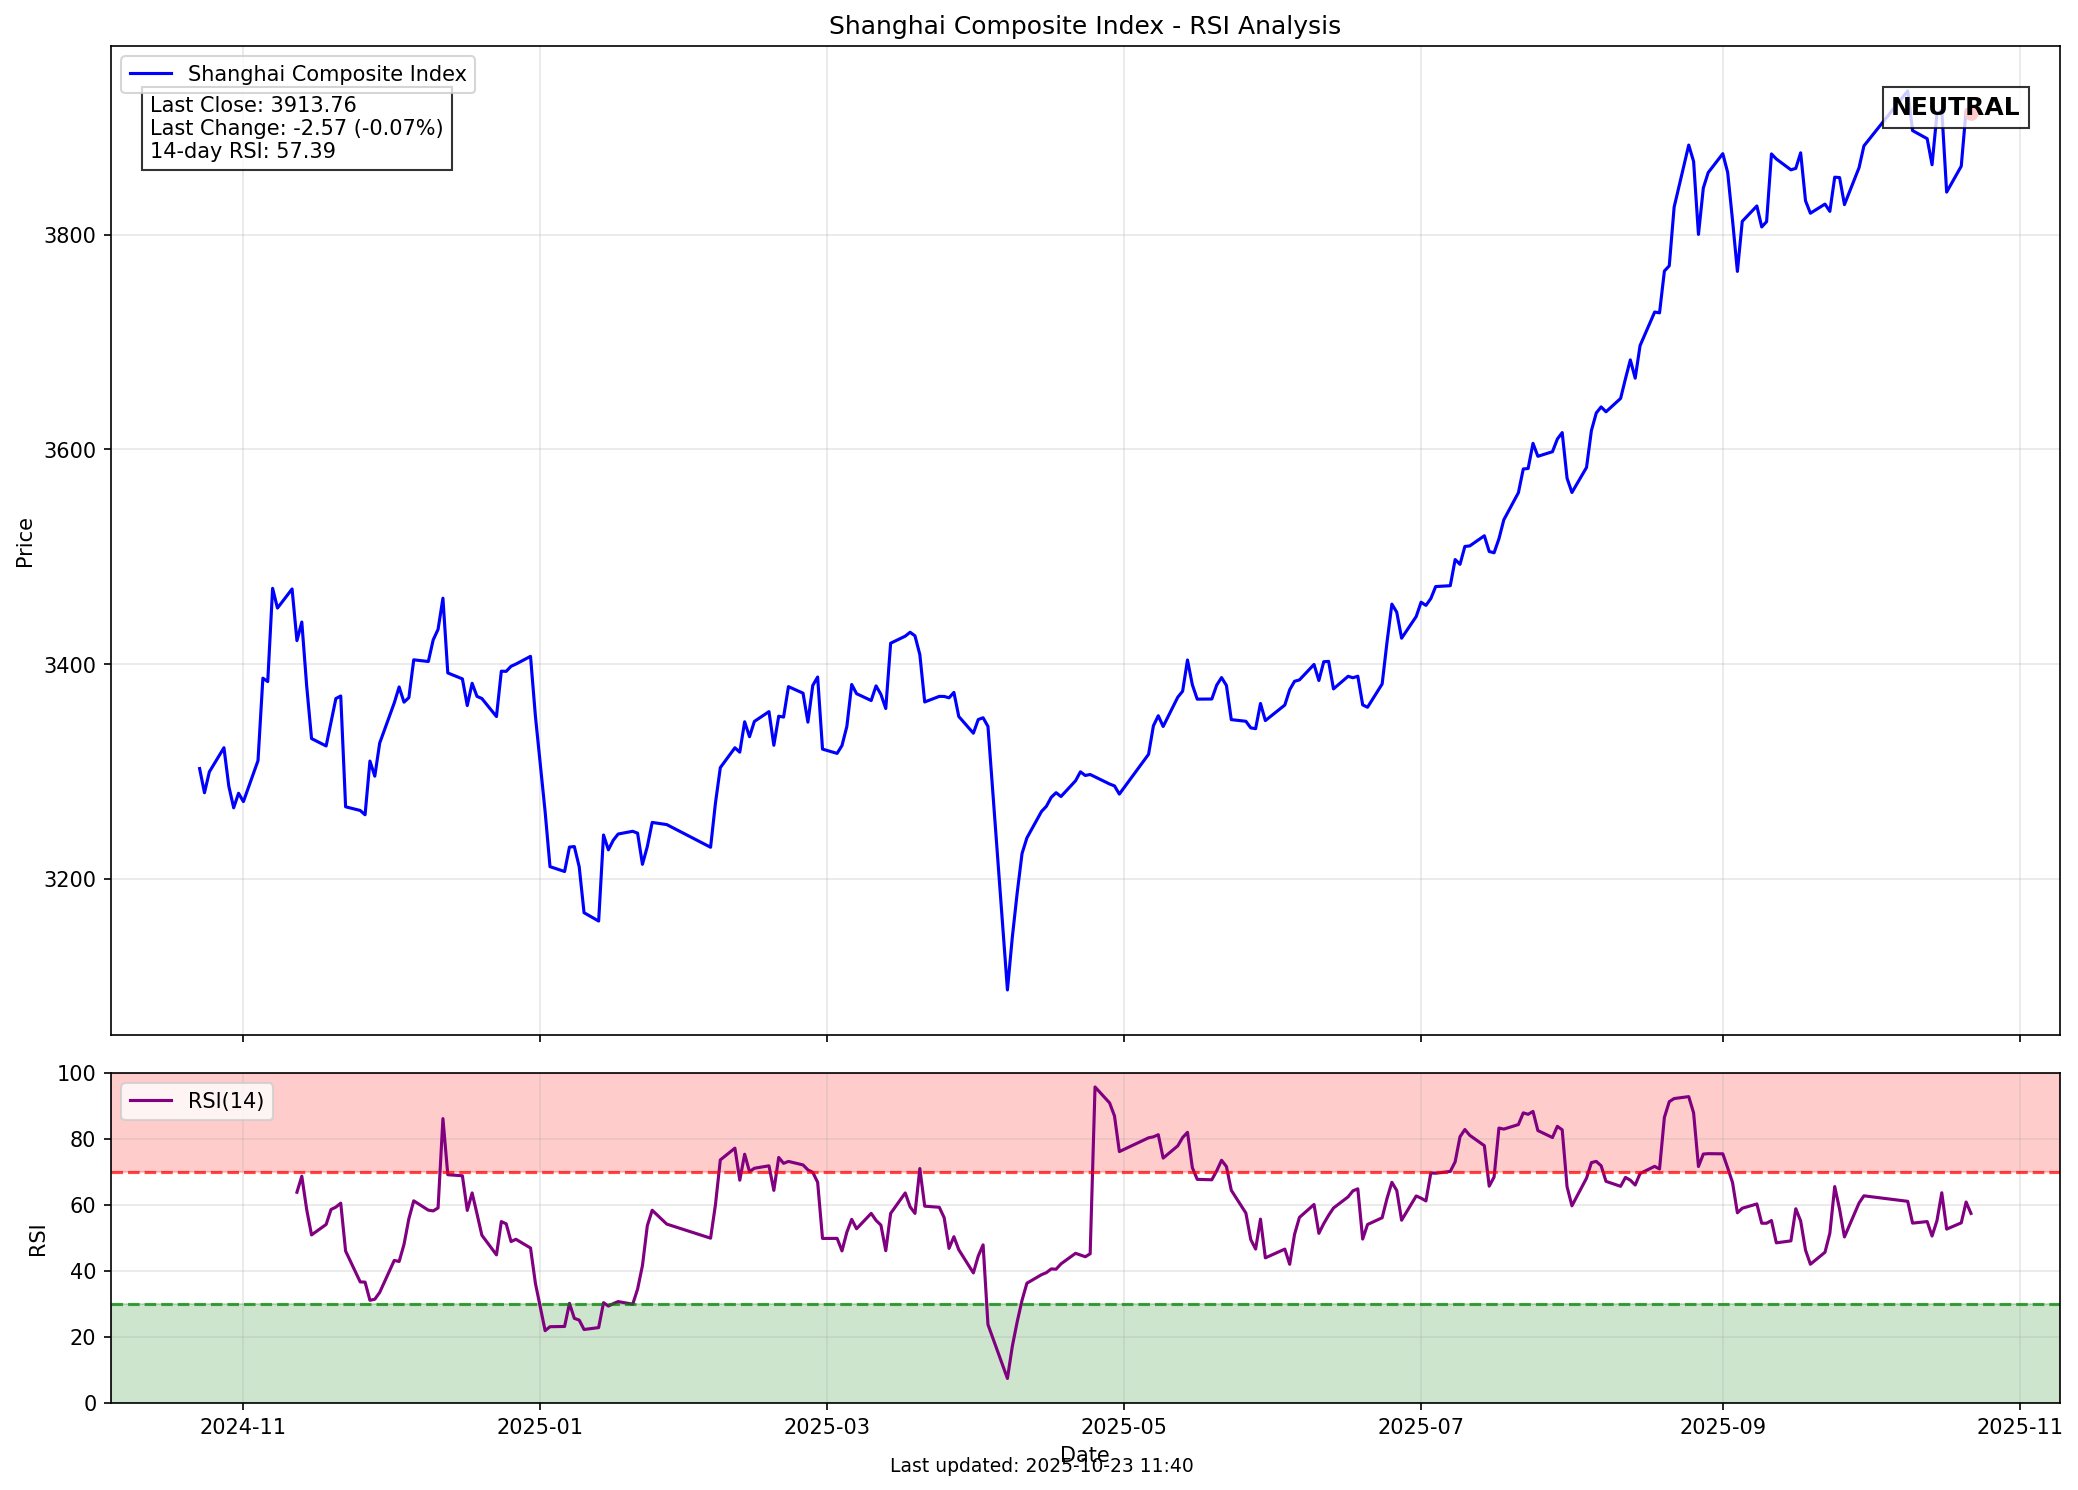 Shanghai Composite Index - RSI Analysis
Shanghai Composite Index
Last Close: 3913.76
Last Change: -2.57 (-0.07%)
14-day RSI: 57.39
NEUTRAL
3800
3600
3400
3200
Price
RSI(14)
100
80
60
40
20
0
RSI
2024-11
2025-01
2025-03
2025-05
2025-07
2025-09
2025-11
Date
Last updated: 2025-10-23 11:40